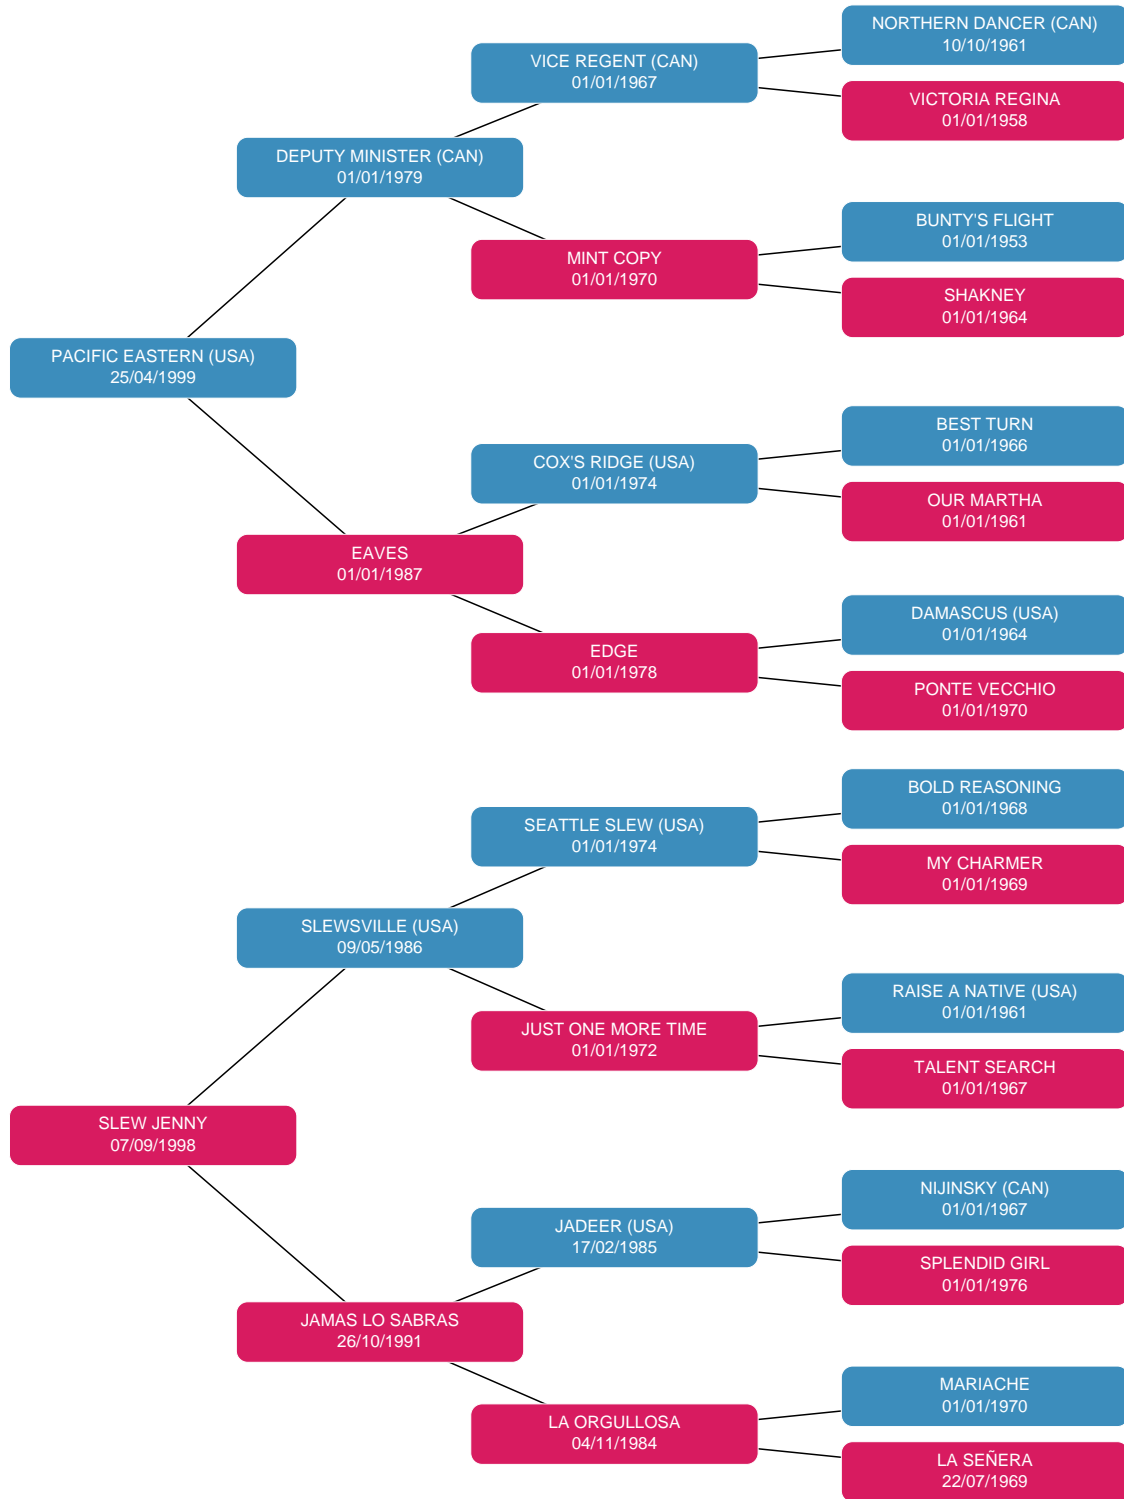 NORTHERN DANCER (CAN)
10/10/1961
VICE REGENT (CAN)
01/01/1967
VICTORIA REGINA
01/01/1958
DEPUTY MINISTER (CAN)
01/01/1979
BUNTY'S FLIGHT
01/01/1953
MINT COPY
01/01/1970
SHAKNEY
01/01/1964
PACIFIC EASTERN (USA)
25/04/1999
BEST TURN
01/01/1966
COX'S RIDGE (USA)
01/01/1974
OUR MARTHA
01/01/1961
EAVES
01/01/1987
DAMASCUS (USA)
01/01/1964
EDGE
01/01/1978
PONTE VECCHIO
01/01/1970
BOLD REASONING
01/01/1968
SEATTLE SLEW (USA)
01/01/1974
MY CHARMER
01/01/1969
SLEWSVILLE (USA)
09/05/1986
RAISE A NATIVE (USA)
01/01/1961
JUST ONE MORE TIME
01/01/1972
TALENT SEARCH
01/01/1967
SLEW JENNY
07/09/1998
NIJINSKY (CAN)
01/01/1967
JADEER (USA)
17/02/1985
SPLENDID GIRL
01/01/1976
JAMAS LO SABRAS
26/10/1991
MARIACHE
01/01/1970
LA ORGULLOSA
04/11/1984
LA SEÑERA
22/07/1969